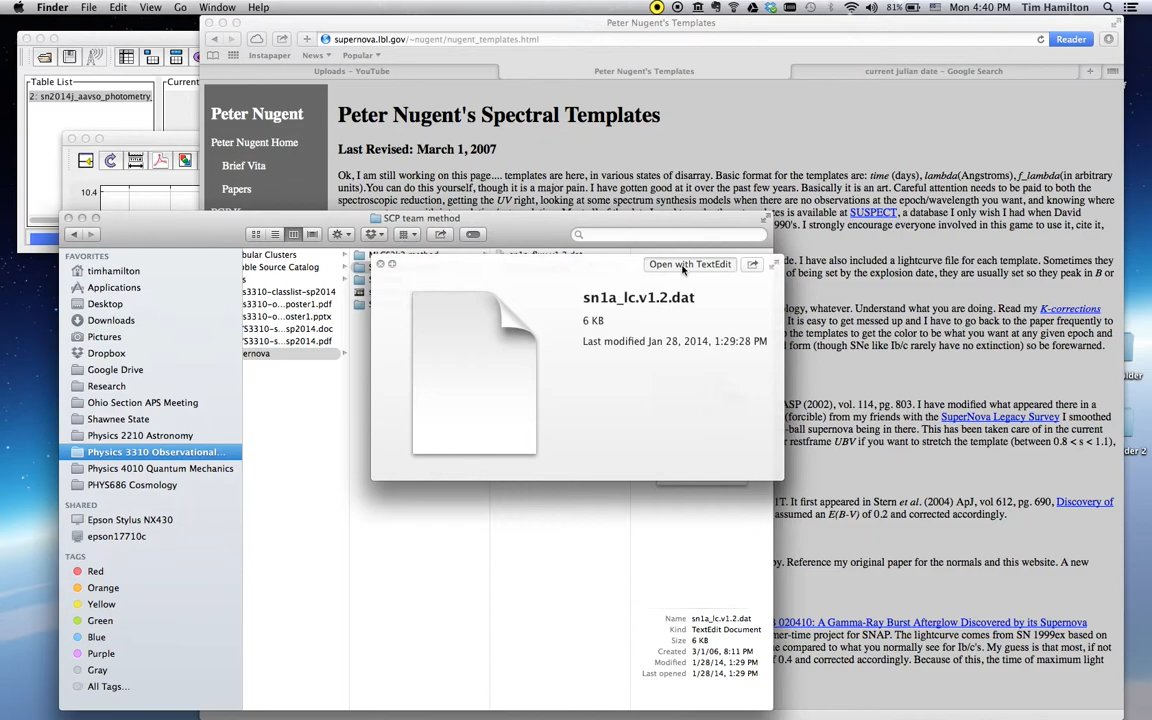 Finder File Edit View Go Window Help
81% Mon 4:40 PM Tim Hamilton
Peter Nugent's Templates
supernova.lbl.gov/~nugent/nugent_templates.html
Reader
Instapaper News Popular
Uploads – YouTube
Peter Nugent's Templates
current julian date – Google Search
Table List
Current
2: sn2014j_aavso_photometry_
10.4
Peter Nugent
Peter Nugent Home
Brief Vita
Papers
Peter Nugent's Spectral Templates
Last Revised: March 1, 2007
Ok, I am still working on this page.... templates are here, in various states of disarray. Basic format for the templates are: time (days), lambda(Angstroms), f_lambda(in arbitrary
units).You can do this yourself, though it is a major pain. I have gotten good at it over the past few years. Basically it is an art. Careful attention needs to be paid to both the
spectroscopic reduction, getting the UV right, looking at some spectrum synthesis models when there are no observations at the epoch/wavelength you want, and knowing where
templates is available at SUSPECT, a database I only wish I had when David
990's. I strongly encourage everyone involved in this game to use it, cite it,
SCP team method
Open with TextEdit
sn1a_lc.v1.2.dat
6 KB
Last modified Jan 28, 2014, 1:29:28 PM
e. I have also included a lightcurve file for each template. Sometimes they
of being set by the explosion date, they are usually set so they peak in B or
ology, whatever. Understand what you are doing. Read my K-corrections
It is easy to get messed up and I have to go back to the paper frequently to
to get the color to be what you want at any given epoch and
form (though SNe like Ib/c rarely have no extinction) so be forewarned.
ASP (2002), vol. 114, pg. 803. I have modified what appeared there in a
(forcible) from my friends with the SuperNova Legacy Survey I smoothed
-ball supernova being in there. This has been taken care of in the current
restframe UBV if you want to stretch the template (between 0.8 < s < 1.1),
1T. It first appeared in Stern et al. (2004) ApJ, vol 612, pg. 690, Discovery of
assumed an E(B-V) of 0.2 and corrected accordingly.
by. Reference my original paper for the normals and this website. A new
020410: A Gamma-Ray Burst Afterglow Discovered by its Supernova
mer-time project for SNAP. The lightcurve comes from SN 1999ex based on
e compared to what you normally see for Ib/c's. My guess is that most, if not
of 0.4 and corrected accordingly. Because of this, the time of maximum light
FAVORITES
timhamilton
Applications
Desktop
Downloads
Pictures
Dropbox
Google Drive
Research
Ohio Section APS Meeting
Shawnee State
Physics 2210 Astronomy
Physics 3310 Observational...
Physics 4010 Quantum Mechanics
PHYS686 Cosmology
SHARED
Epson Stylus NX430
epson17710c
TAGS
Red
Orange
Yellow
Green
Blue
Purple
Gray
All Tags...
bular Clusters
ble Source Catalog
s3310-classlist-sp2014
s3310-o...poster1.pdf
s3310-o...oster1.pptx
S3310-s...sp2014.doc
S3310-s...sp2014.pdf
ernova
Name sn1a_lc.v1.2.dat
Kind TextEdit Document
Size 6 KB
Created 3/1/06, 8:11 PM
Modified 1/28/14, 1:29 PM
Last opened 1/28/14, 1:29 PM
lder
der 2